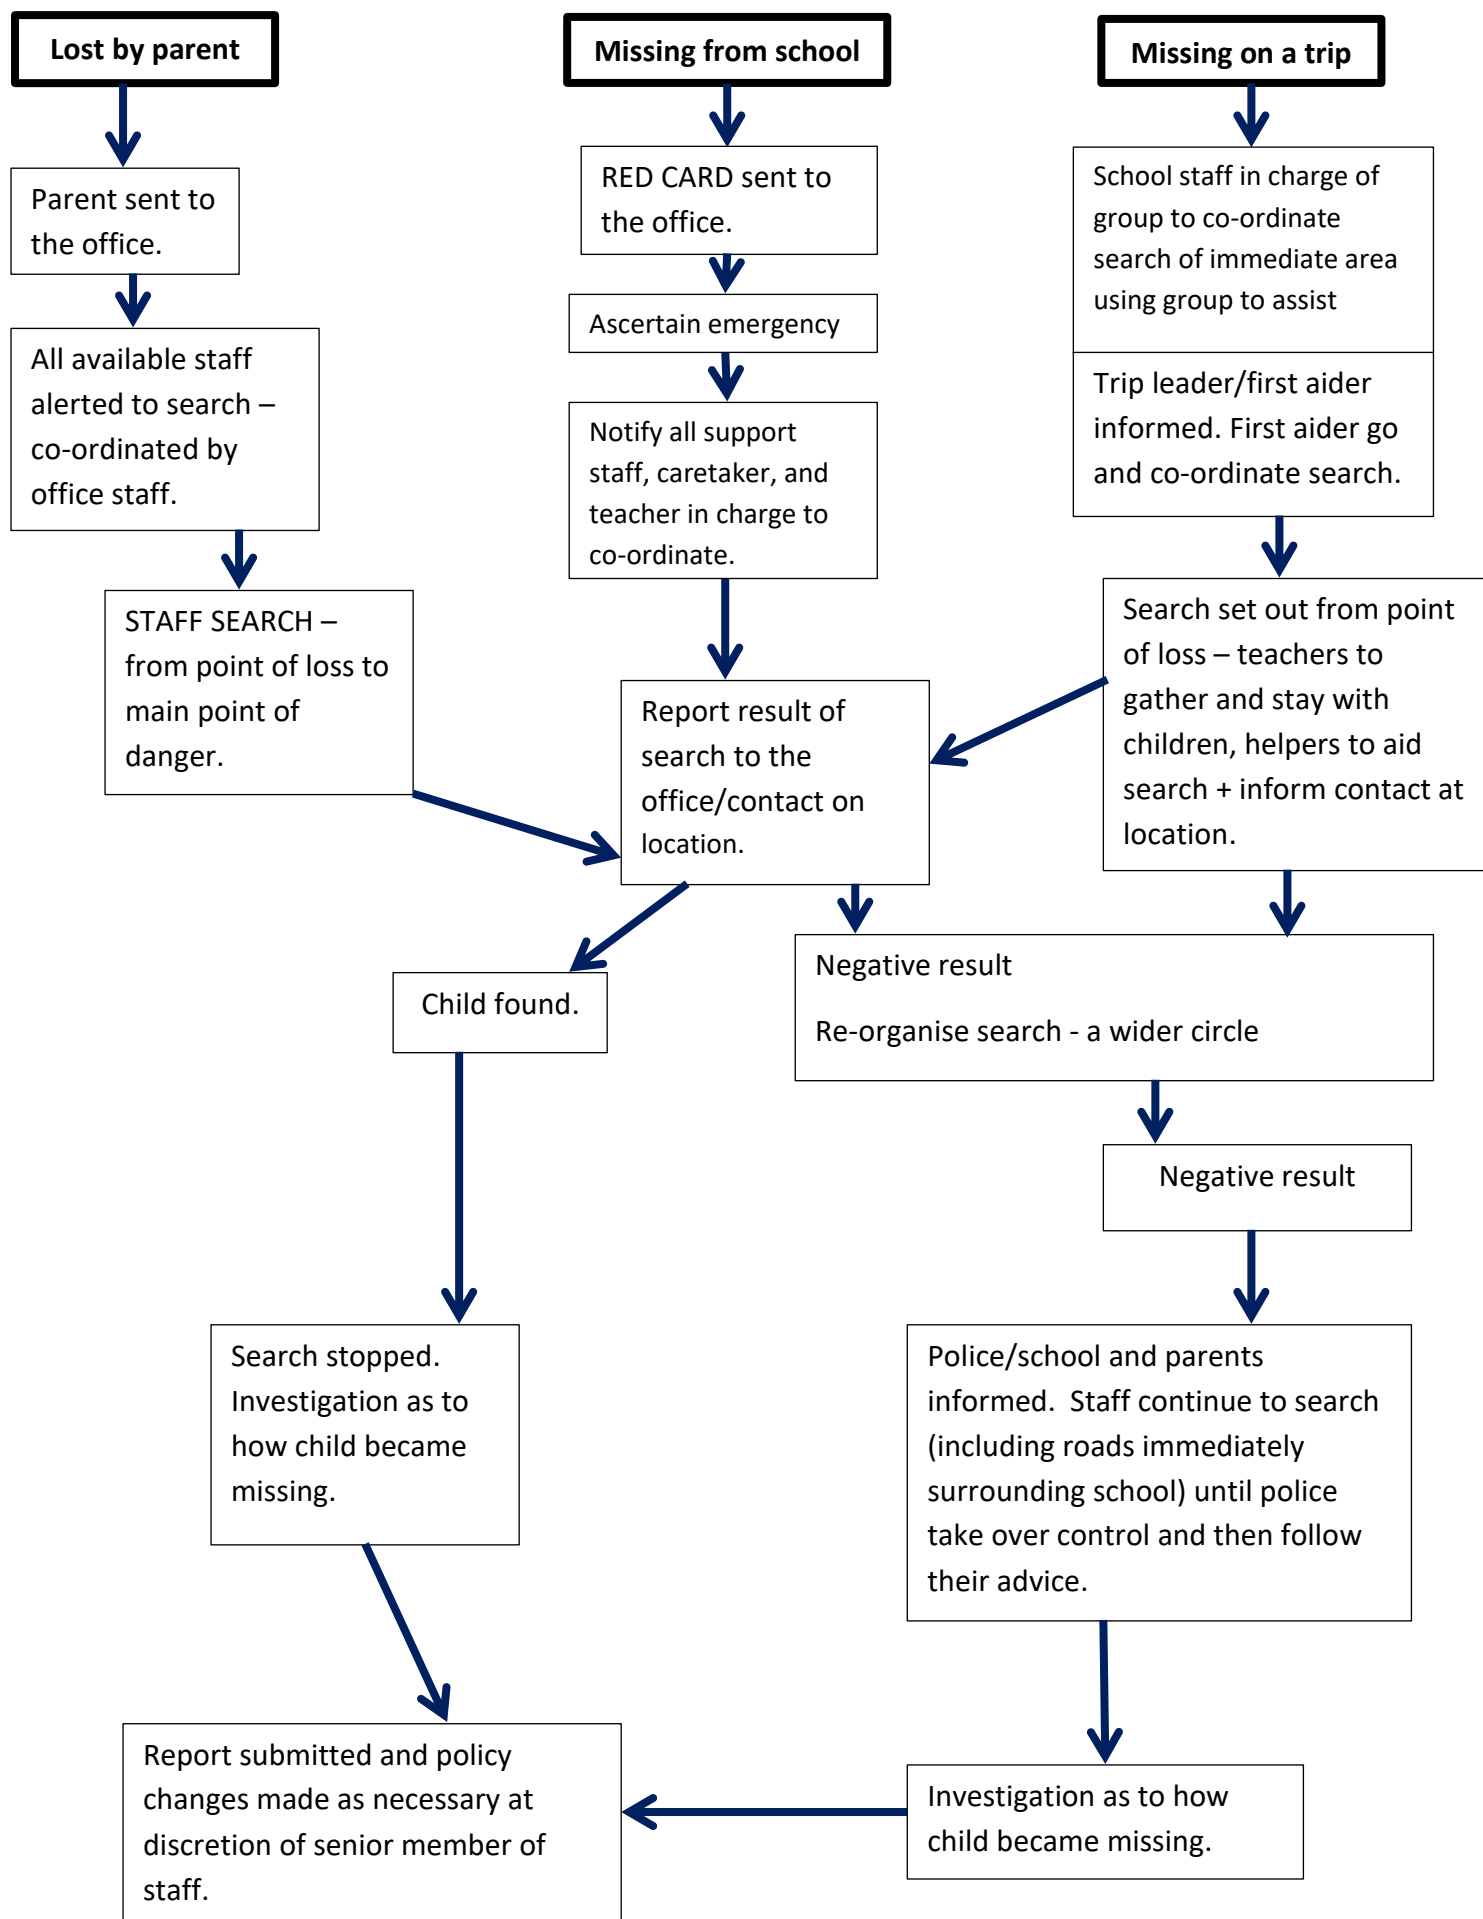 Lost by parent
Missing from school
Missing on a trip
Parent sent to
the office.
All available staff
alerted to search –
co-ordinated by
office staff.
STAFF SEARCH –
from point of loss to
main point of
danger.
RED CARD sent to
the office.
Ascertain emergency
Notify all support
staff, caretaker, and
teacher in charge to
co-ordinate.
School staff in charge of
group to co-ordinate
search of immediate area
using group to assist
Trip leader/first aider
informed. First aider go
and co-ordinate search.
Search set out from point
of loss – teachers to
gather and stay with
children, helpers to aid
search + inform contact at
location.
Report result of
search to the
office/contact on
location.
Child found.
Negative result
Re-organise search - a wider circle
Negative result
Search stopped.
Investigation as to
how child became
missing.
Police/school and parents
informed.  Staff continue to search
(including roads immediately
surrounding school) until police
take over control and then follow
their advice.
Report submitted and policy
changes made as necessary at
discretion of senior member of
staff.
Investigation as to how
child became missing.